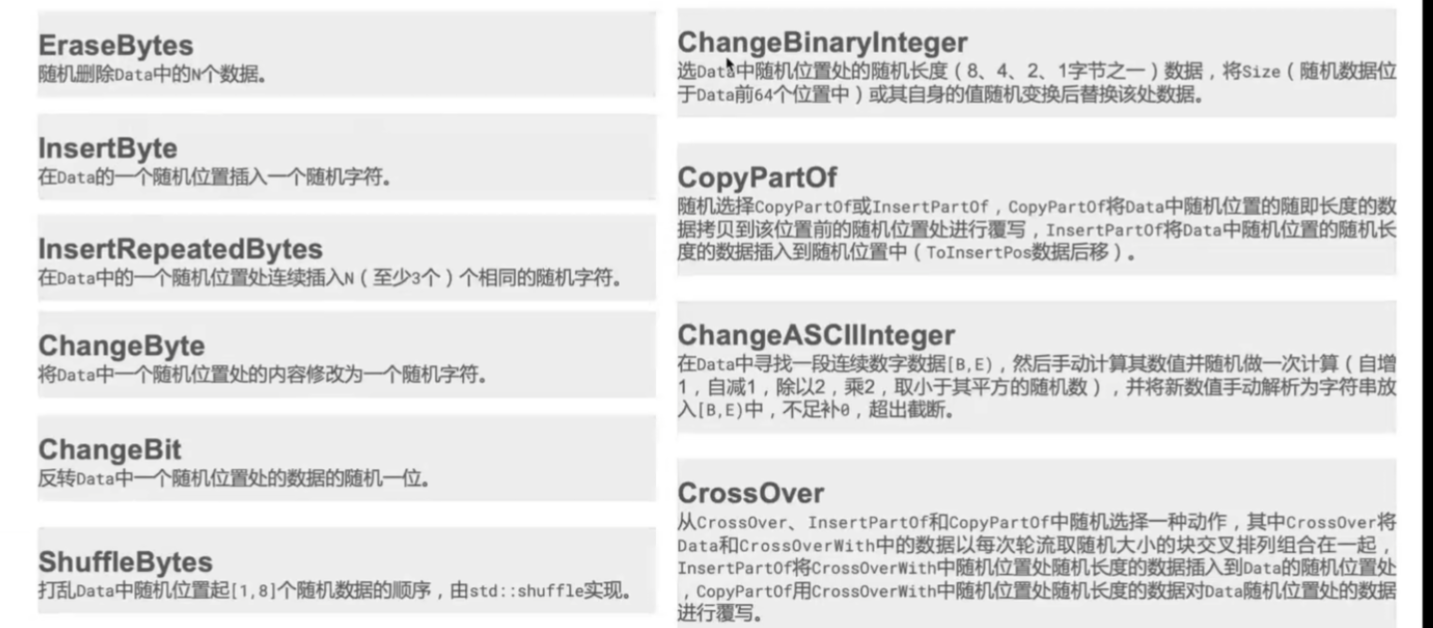 EraseBytes
随机删除Data中的N个数据。
InsertByte
在Data的一个随机位置插入一个随机字符。
InsertRepeatedBytes
在Data中的一个随机位置处连续插入N（至少3个）个相同的随机字符。
ChangeByte
将Data中一个随机位置处的内容修改为一个随机字符。
ChangeBit
反转Data中一个随机位置处的数据的随机一位。
ShuffleBytes
打乱Data中随机位置起[1,8]个随机数据的顺序，由std::shuffle实现。
ChangeBinaryInteger
选Data中随机位置处的随机长度（8、4、2、1字节之一）数据，将Size（随机数据位
于Data前64个位置中）或其自身的值随机变换后替换该处数据。
CopyPartOf
随机选择CopyPartOf或InsertPartOf，CopyPartOf将Data中随机位置的随即长度的数
据拷贝到该位置前的随机位置处进行覆写，InsertPartOf将Data中随机位置的随机长
度的数据插入到随机位置中（ToInsertPos数据后移）。
ChangeASCIIInteger
在Data中寻找一段连续数字数据[B,E)，然后手动计算其数值并随机做一次计算（自增
1，自减1，除以2，乘2，取小于其平方的随机数），并将新数值手动解析为字符串放
入[B,E)中，不足补0，超出截断。
CrossOver
从CrossOver、InsertPartOf和CopyPartOf中随机选择一种动作，其中CrossOver将
Data和CrossOverWith中的数据以每次轮流取随机大小的块交叉排列组合在一起，
InsertPartOf将CrossOverWith中随机位置处随机长度的数据插入到Data的随机位置处
，CopyPartOf用CrossOverWith中随机位置处随机长度的数据对Data随机位置处的数据
进行覆写。